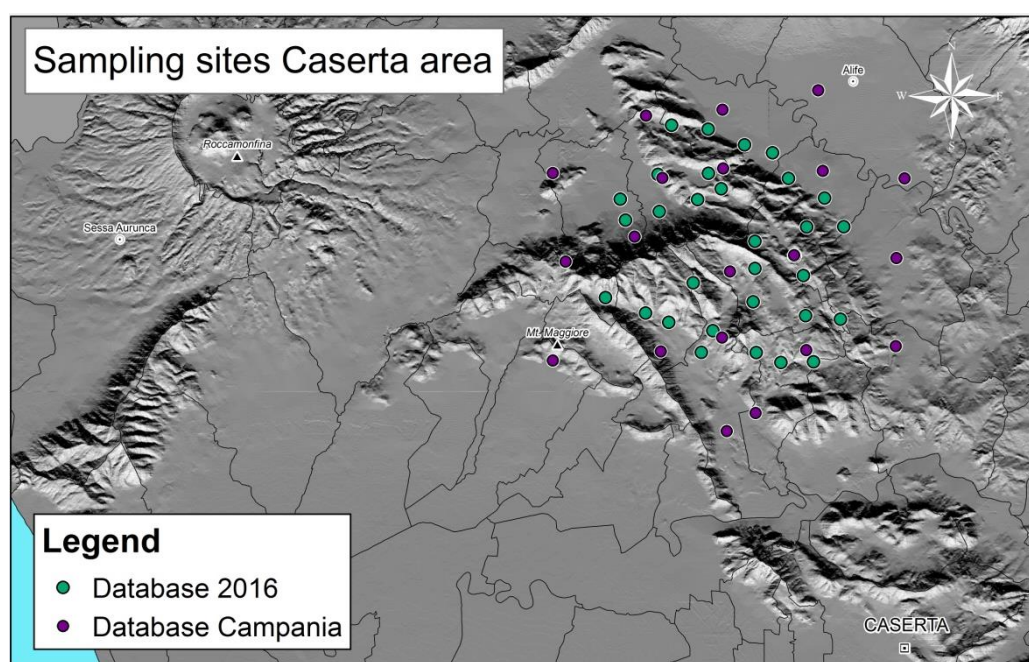 Sampling sites Caserta area
Alife
N
W
E
S
Roccamonfina
Sessa Aurunca
Mt. Maggiore
Legend
Database 2016
Database Campania
CASERTA